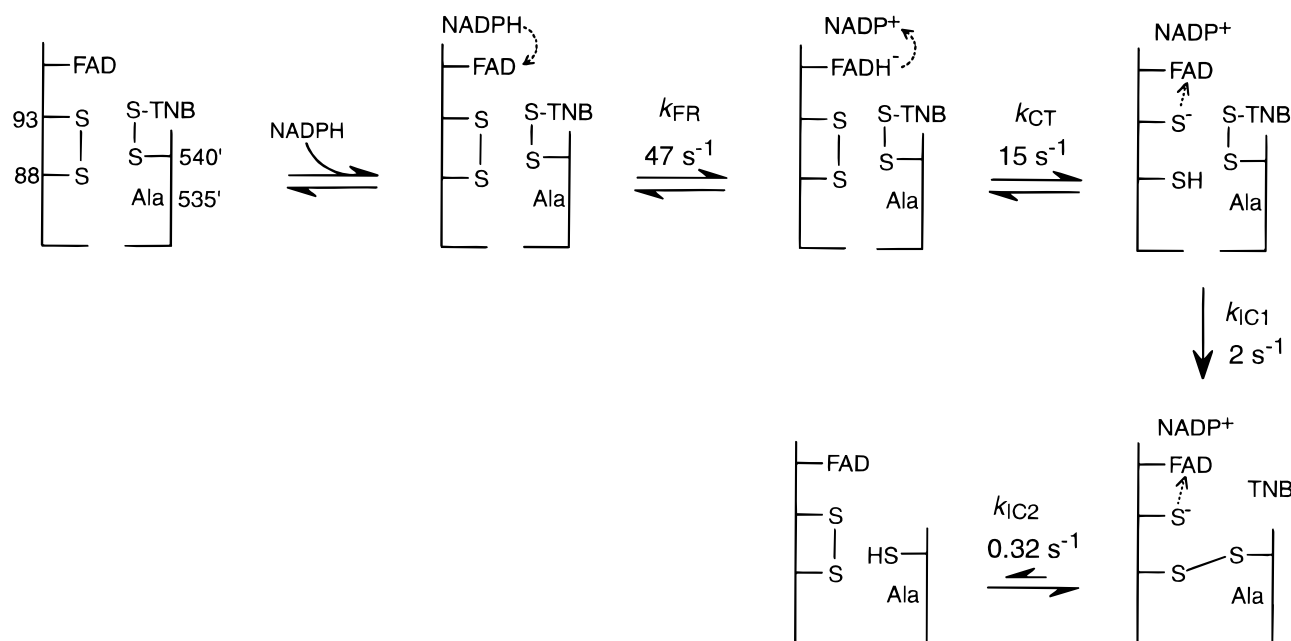 FAD
93
S
S-TNB
88
S
S
540'
Ala
535'
NADPH
NADPH
FAD
S
S-TNB
S
S
Ala
kFR
47 s-1
NADP+
FADH-
S
S-TNB
S
S
Ala
kCT
15 s-1
NADP+
FAD
S-
S-TNB
SH
S
Ala
kIC1
2 s-1
FAD
S
S
HS
Ala
kIC2
0.32 s-1
NADP+
FAD
TNB
S-
S
S
Ala